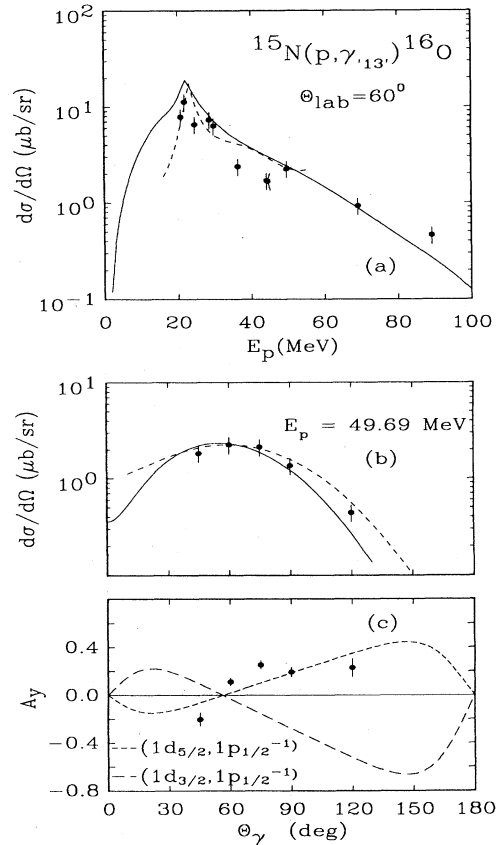 10²
¹⁵N(p,γ'₁₃')¹⁶O
Θlab=60⁰
10¹
dσ/dΩ (μb/sr)
10⁰
(a)
10⁻¹
0 20 40 60 80 100
Eₚ(MeV)
10¹
Eₚ = 49.69 MeV
(b)
dσ/dΩ (μb/sr)
10⁰
(c)
0.4
Ay
0.0
−0.4
(1d₅/₂,1p₁/₂⁻¹)
(1d₃/₂,1p₁/₂⁻¹)
−0.8
0 30 60 90 120 150 180
Θγ (deg)